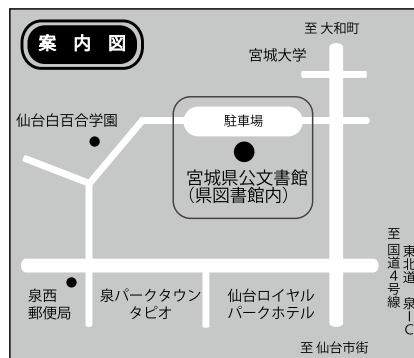 案内図
至 大和町
宮城大学
仙台白百合学園
駐車場
宮城県公文書館
（県図書館内）
至 国道4号線
東北道 泉IC
泉西
郵便局
泉パークタウン
タピオ
仙台ロイヤル
パークホテル
至 仙台市街